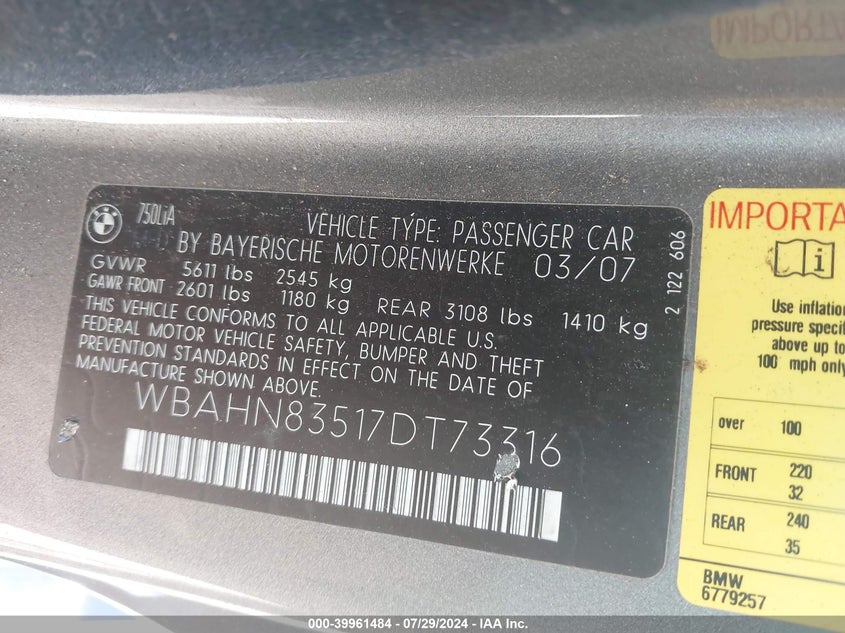 750LiA
VEHICLE TYPE: PASSENGER CAR
BY BAYERISCHE MOTORENWERKE 03/07
GVWR 5611 lbs 2545 kg
GAWR FRONT 2601 lbs 1180 kg REAR 3108 lbs 1410 kg
THIS VEHICLE CONFORMS TO ALL APPLICABLE U.S.
FEDERAL MOTOR VEHICLE SAFETY, BUMPER AND THEFT
PREVENTION STANDARDS IN EFFECT ON THE DATE OF
MANUFACTURE SHOWN ABOVE.
WBAHN83517DT73316
2 122 606
IMPORTA
i
Use inflation
pressure specif
above up to
100 mph only
over 100
FRONT 220
32
REAR 240
35
BMW
6779257
000-39961484 - 07/29/2024 - IAA Inc.